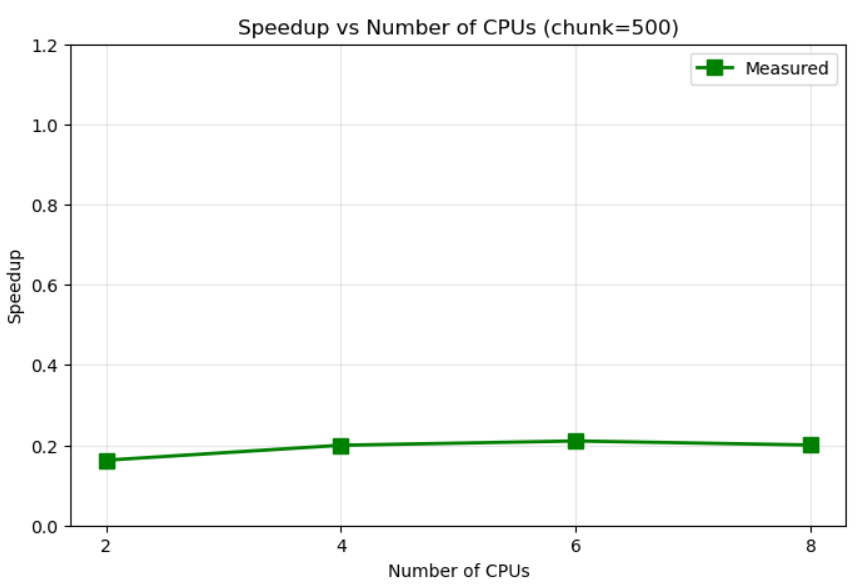 Speedup vs Number of CPUs (chunk=500)
1.2
Measured
1.0
0.8
0.6
0.4
0.2
0.0
Speedup
2
4
6
8
Number of CPUs